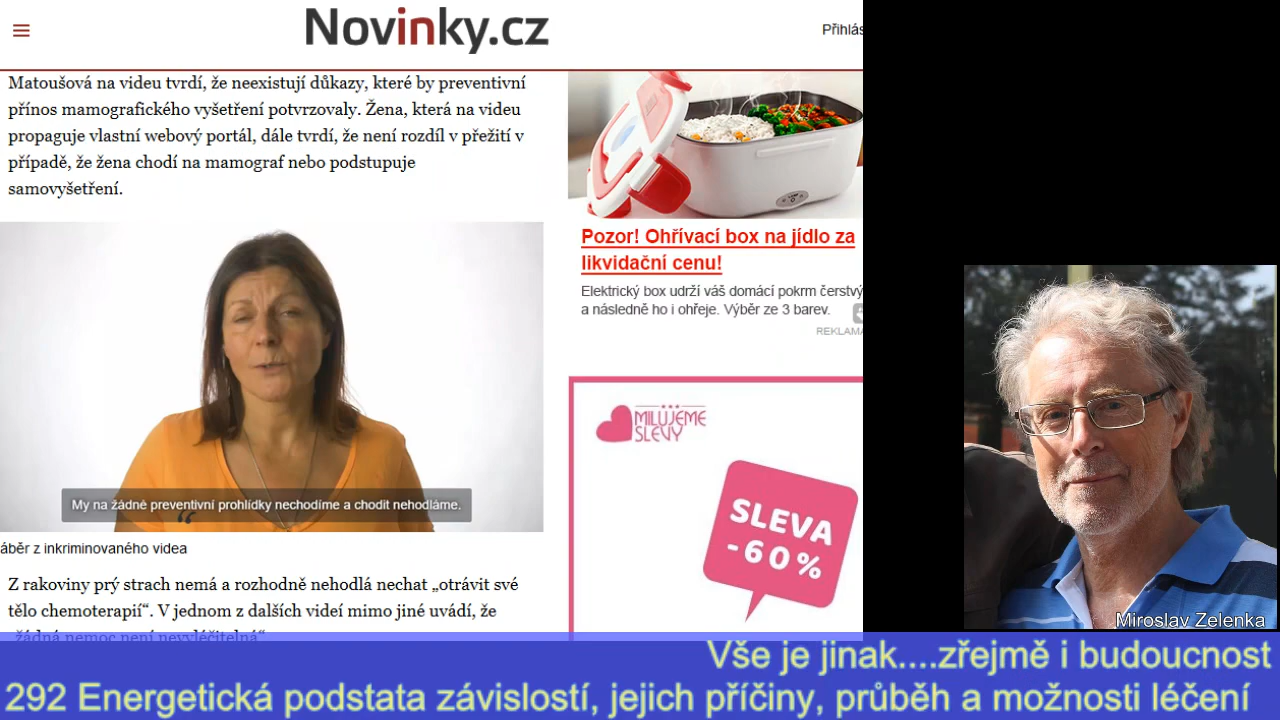 Novinky.cz
Přihlás
Matoušová na videu tvrdí, že neexistují důkazy, které by preventivní
přínos mamografického vyšetření potvrzovaly. Žena, která na videu
propaguje vlastní webový portál, dále tvrdí, že není rozdíl v přežití v
případě, že žena chodí na mamograf nebo podstupuje
samovyšetření.
My na žádné preventivní prohlídky nechodíme a chodit nehodláme.
áběr z inkriminovaného videa
Z rakoviny prý strach nemá a rozhodně nehodlá nechat „otrávit své
tělo chemoterapií“. V jednom z dalších videí mimo jiné uvádí, že
„žádná nemoc není nevyléčitelná“
Pozor! Ohřívací box na jídlo za
likvidační cenu!
Elektrický box udrží váš domácí pokrm čerstvý
a následně ho i ohřeje. Výběr ze 3 barev.
REKLAMA
MILUJEME
SLEVY
SLEVA
-60%
Miroslav Zelenka
Vše je jinak....zřejmě i budoucnost
292 Energetická podstata závislostí, jejich příčiny, průběh a možnosti léčení